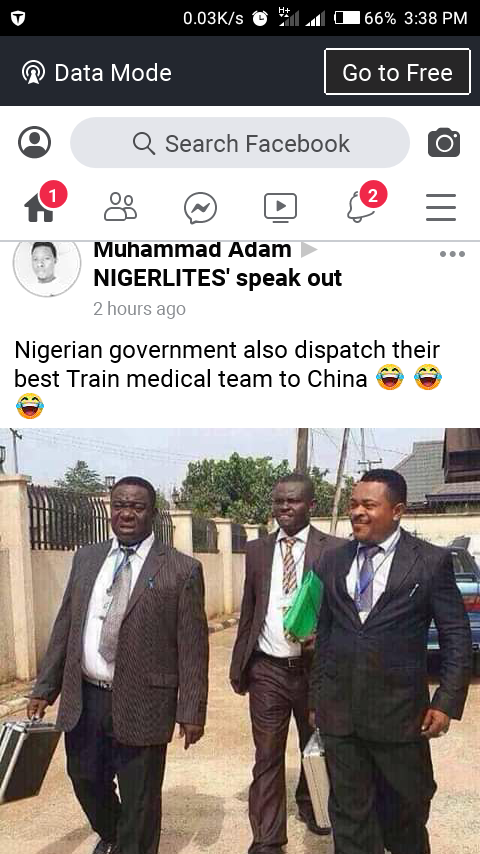 0.03K/s H+ 66% 3:38 PM
Data Mode Go to Free
Search Facebook
1 2
Muhammad Adam
NIGERLITES' speak out
2 hours ago
Nigerian government also dispatch their
best Train medical team to China 😂 😂
😂